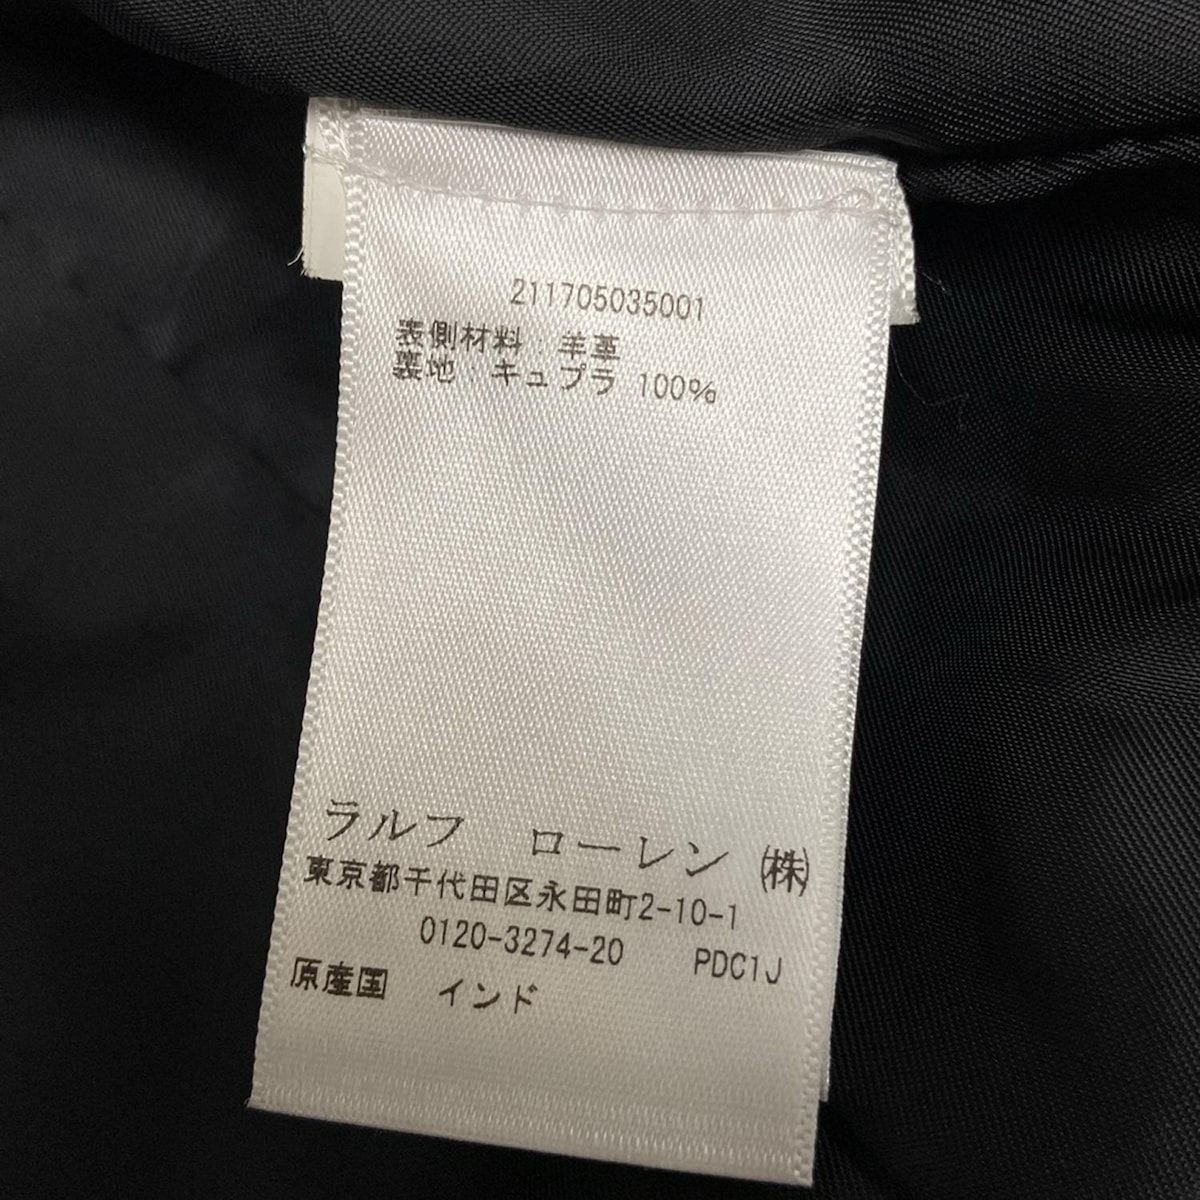 211705035001
表側材料：羊革
裏地：キュプラ 100%
ラルフ ローレン ㈱
東京都千代田区永田町2-10-1
0120-3274-20 PDC1J
原産国 インド